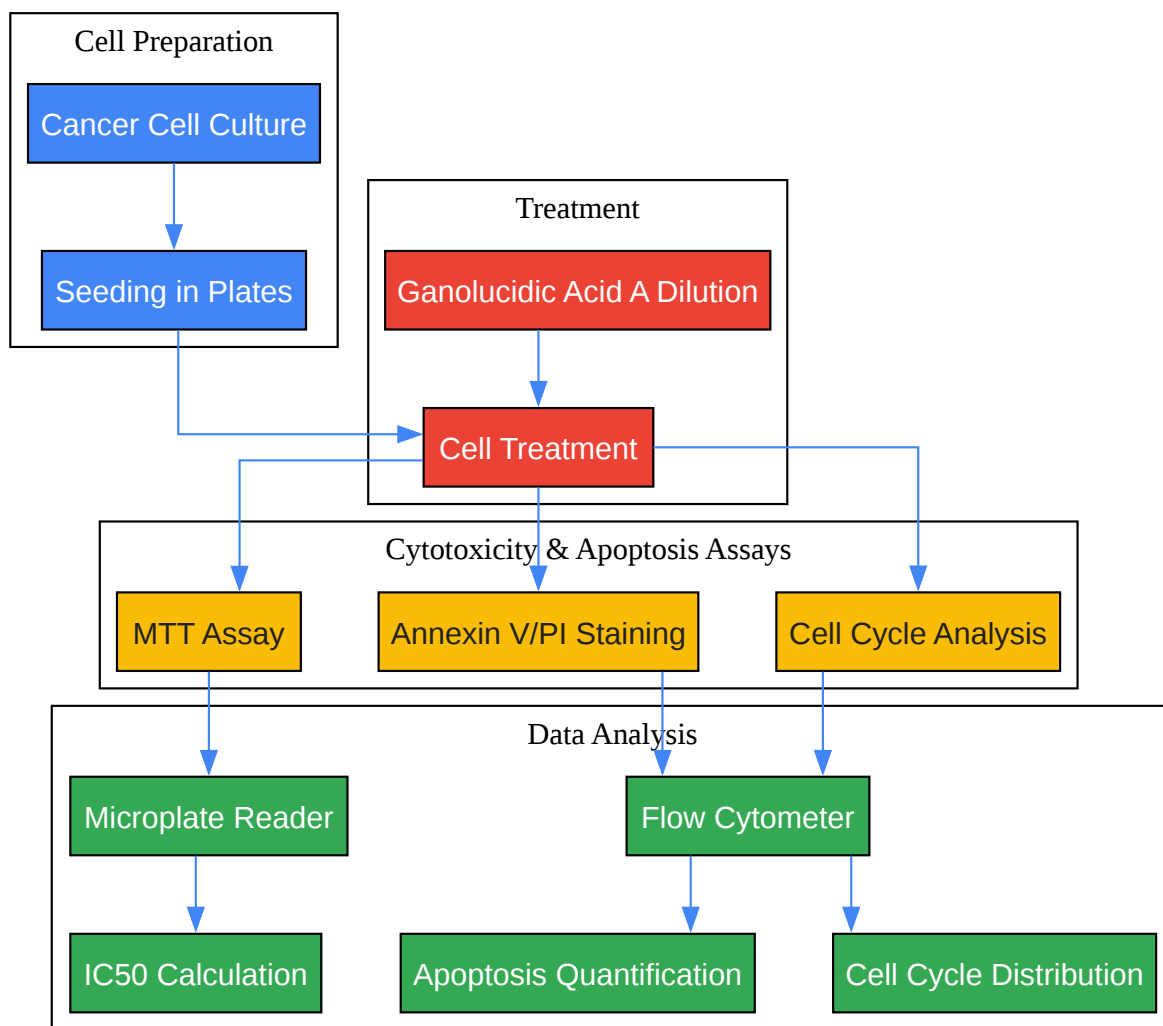 Cell Preparation
Cancer Cell Culture
Seeding in Plates
Treatment
Ganolucidic Acid A Dilution
Cell Treatment
Cytotoxicity & Apoptosis Assays
MTT Assay
Annexin V/PI Staining
Cell Cycle Analysis
Data Analysis
Microplate Reader
Flow Cytometer
IC50 Calculation
Apoptosis Quantification
Cell Cycle Distribution